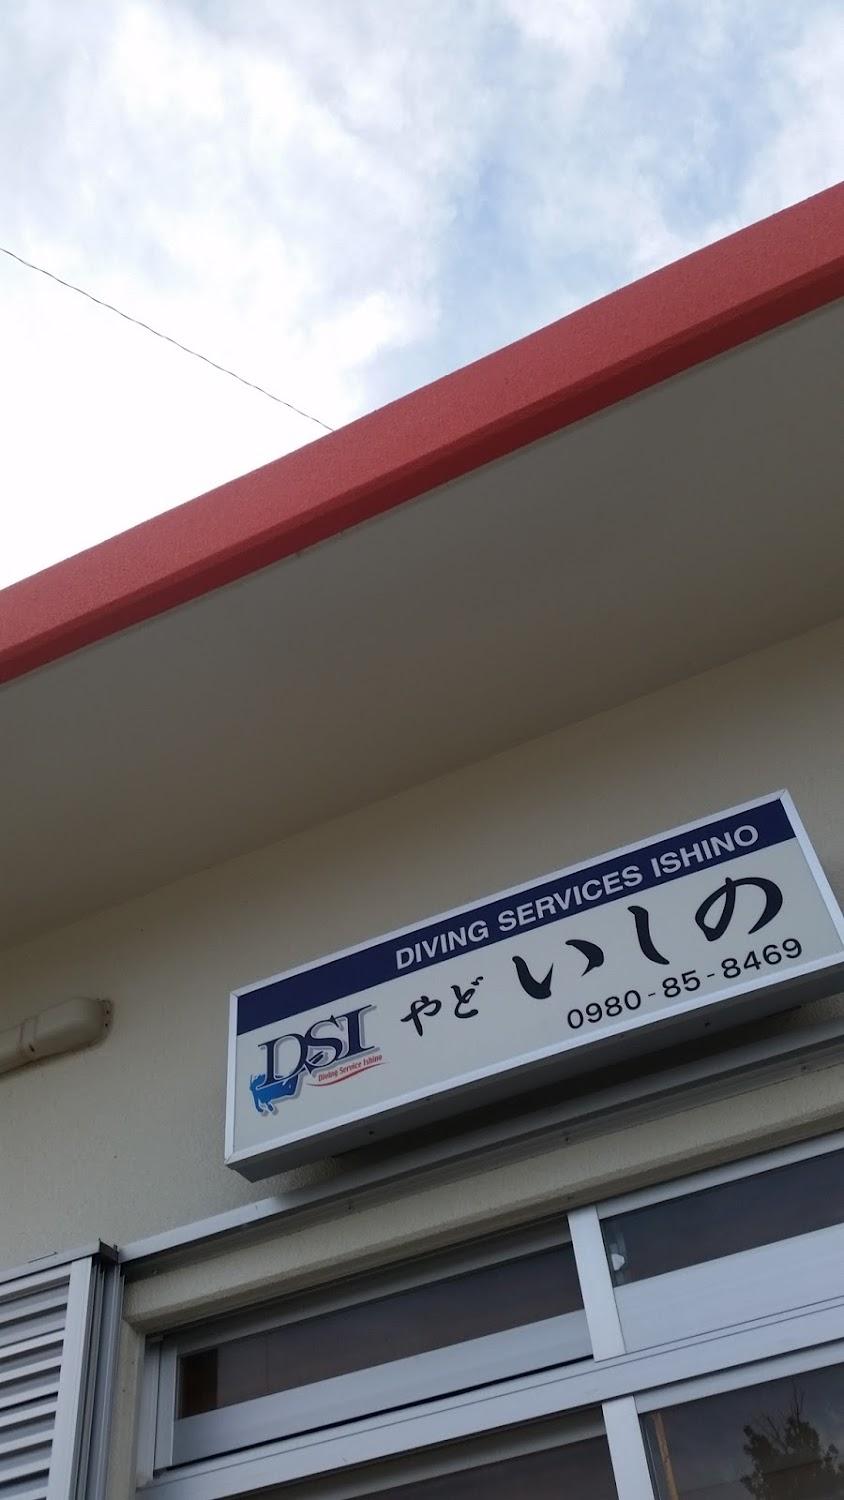 DIVING SERVICES ISHINO
やど いしの
0980-85-8469
DSI
Diving Service Ishino